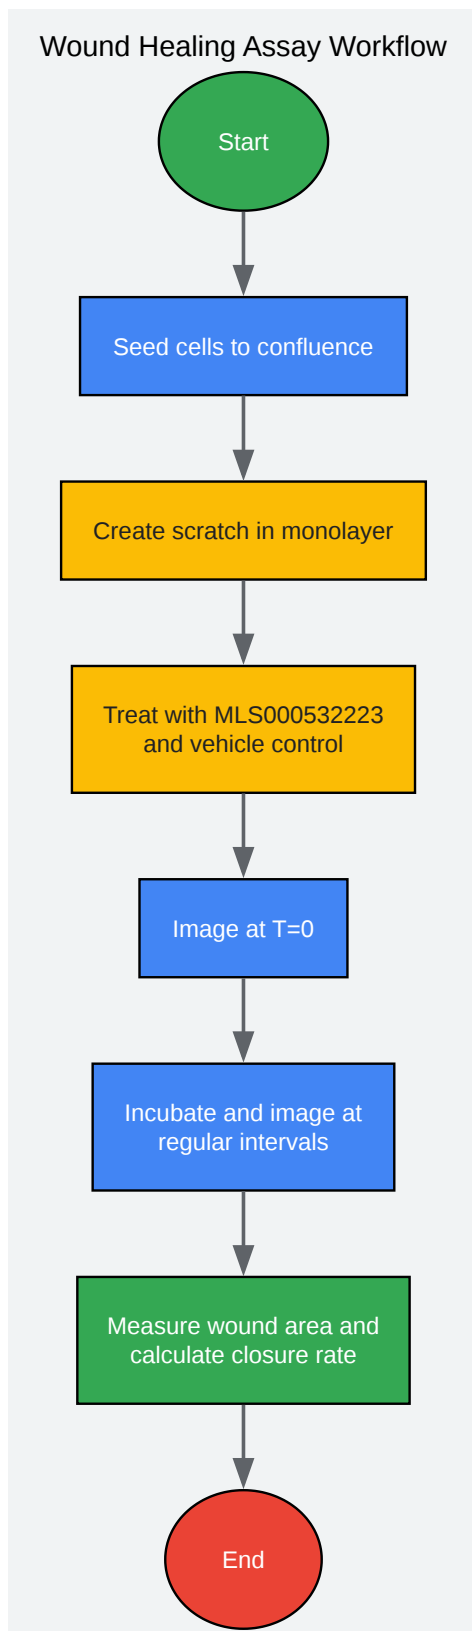 Wound Healing Assay Workflow
Start
Seed cells to confluence
Create scratch in monolayer
Treat with MLS000532223
and vehicle control
Image at T=0
Incubate and image at
regular intervals
Measure wound area and
calculate closure rate
End